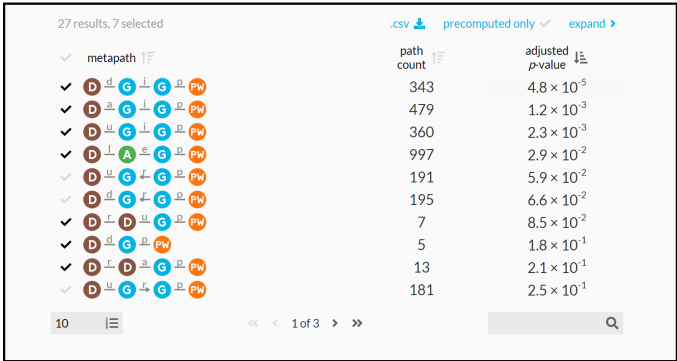 27 results, 7 selected .csv precomputed only expand
metapath path count adjusted p-value
D d G i G p PW 343 4.8 × 10-5
D a G i G p PW 479 1.2 × 10-3
D u G i G p PW 360 2.3 × 10-3
D l A e G p PW 997 2.9 × 10-2
D u G r G p PW 191 5.9 × 10-2
D d G r G p PW 195 6.6 × 10-2
D r D u G p PW 7 8.5 × 10-2
D d G p PW 5 1.8 × 10-1
D r D a G p PW 13 2.1 × 10-1
D u G r G p PW 181 2.5 × 10-1
10 1 of 3